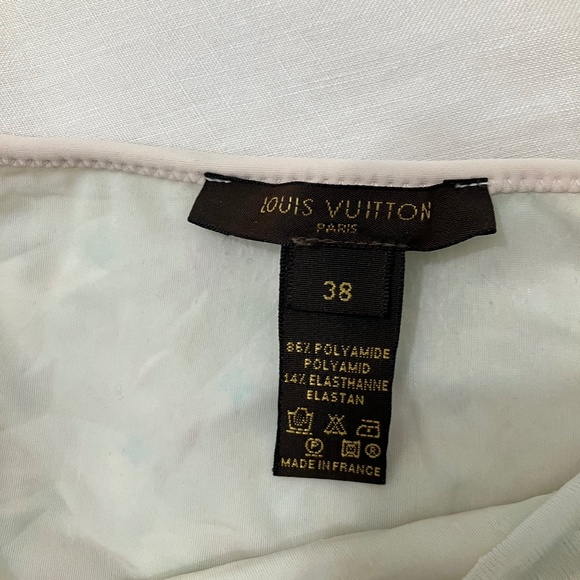 LOUIS VUITTON
PARIS
38
86% POLYAMIDE
POLYAMID
14% ELASTHANNE
ELASTAN
P R
MADE IN FRANCE